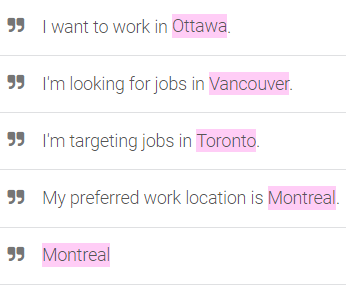 I want to work in Ottawa.
I'm looking for jobs in Vancouver.
I'm targeting jobs in Toronto.
My preferred work location is Montreal.
Montreal